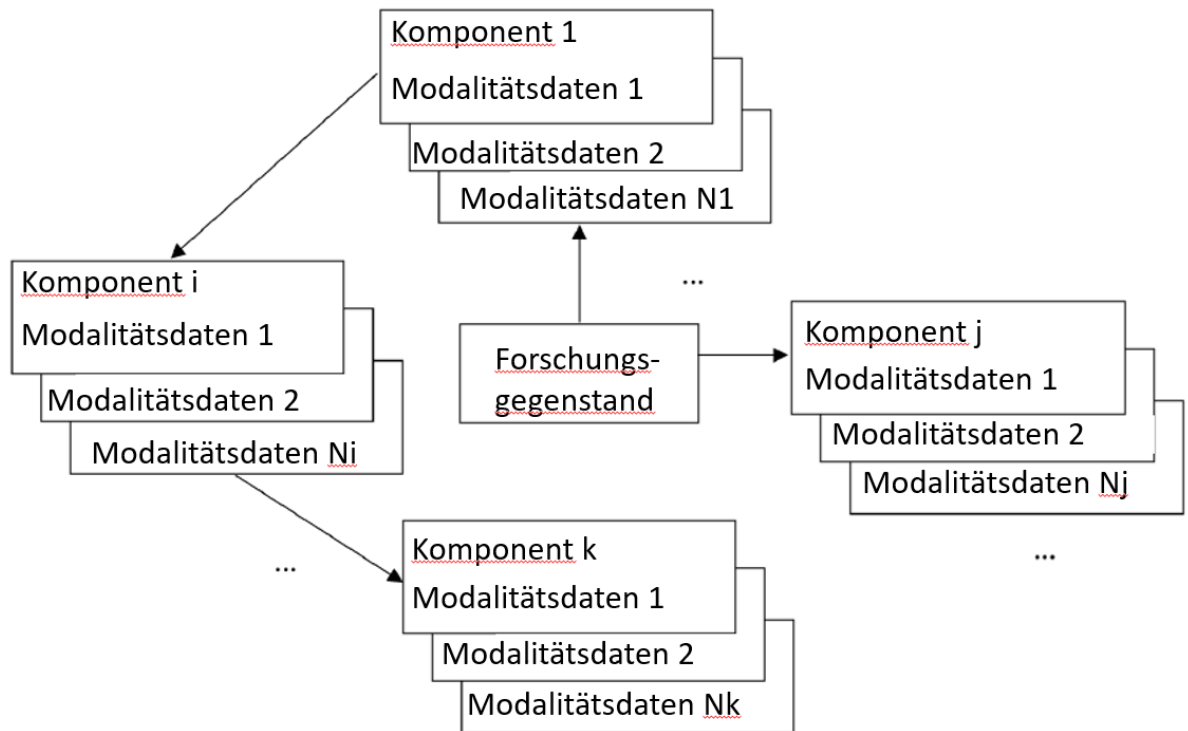 Komponent 1
Modalitätsdaten 1
Modalitätsdaten 2
Modalitätsdaten N1
...
Komponent i
Modalitätsdaten 1
Modalitätsdaten 2
Modalitätsdaten Ni
Forschungs-
gegenstand
Komponent j
Modalitätsdaten 1
Modalitätsdaten 2
Modalitätsdaten Nj
...
...
Komponent k
Modalitätsdaten 1
Modalitätsdaten 2
Modalitätsdaten Nk